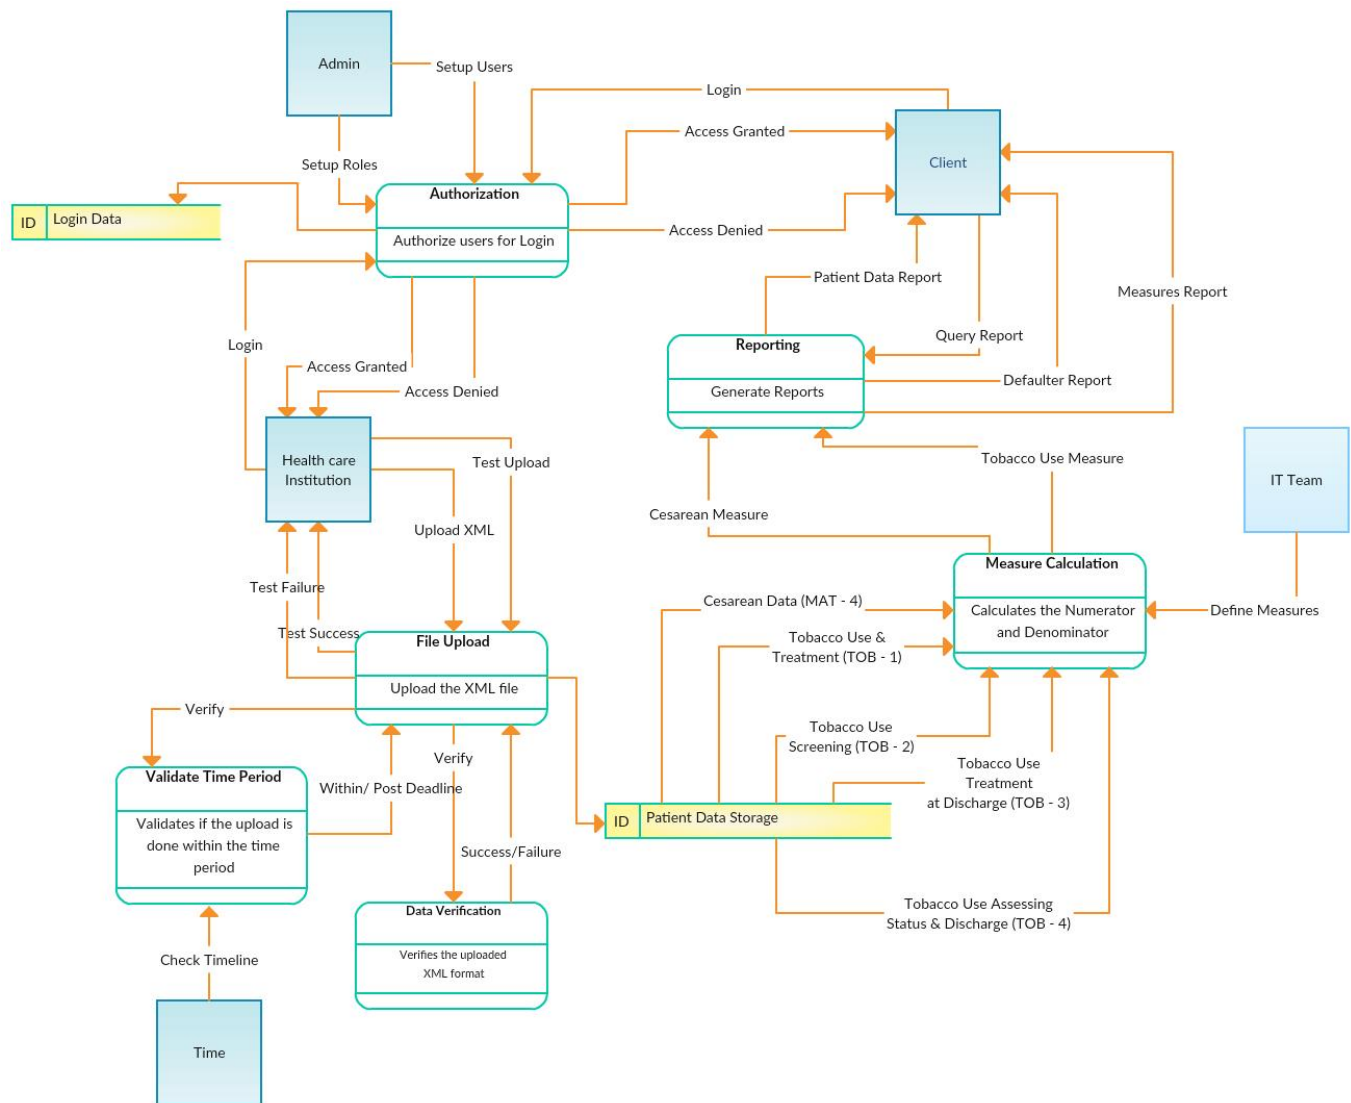 Admin
Setup Users
Login
Access Granted
Client
Setup Roles
Authorization
ID
Login Data
Authorize users for Login
Access Denied
Patient Data Report
Measures Report
Query Report
Login
Reporting
Access Granted
Defaulter Report
Generate Reports
Access Denied
Health care
Institution
Test Upload
Tobacco Use Measure
IT Team
Cesarean Measure
Upload XML
Measure Calculation
Test Failure
Cesarean Data (MAT - 4)
Calculates the Numerator
and Denominator
Define Measures
Test Success
File Upload
Tobacco Use &
Treatment (TOB - 1)
Upload the XML file
Verify
Tobacco Use
Screening (TOB - 2)
Verify
Tobacco Use
Treatment
at Discharge (TOB - 3)
Validate Time Period
Within/ Post Deadline
Validates if the upload is
done within the time
period
ID
Patient Data Storage
Success/Failure
Data Verification
Tobacco Use Assessing
Status & Discharge (TOB - 4)
Verifies the uploaded
XML format
Check Timeline
Time